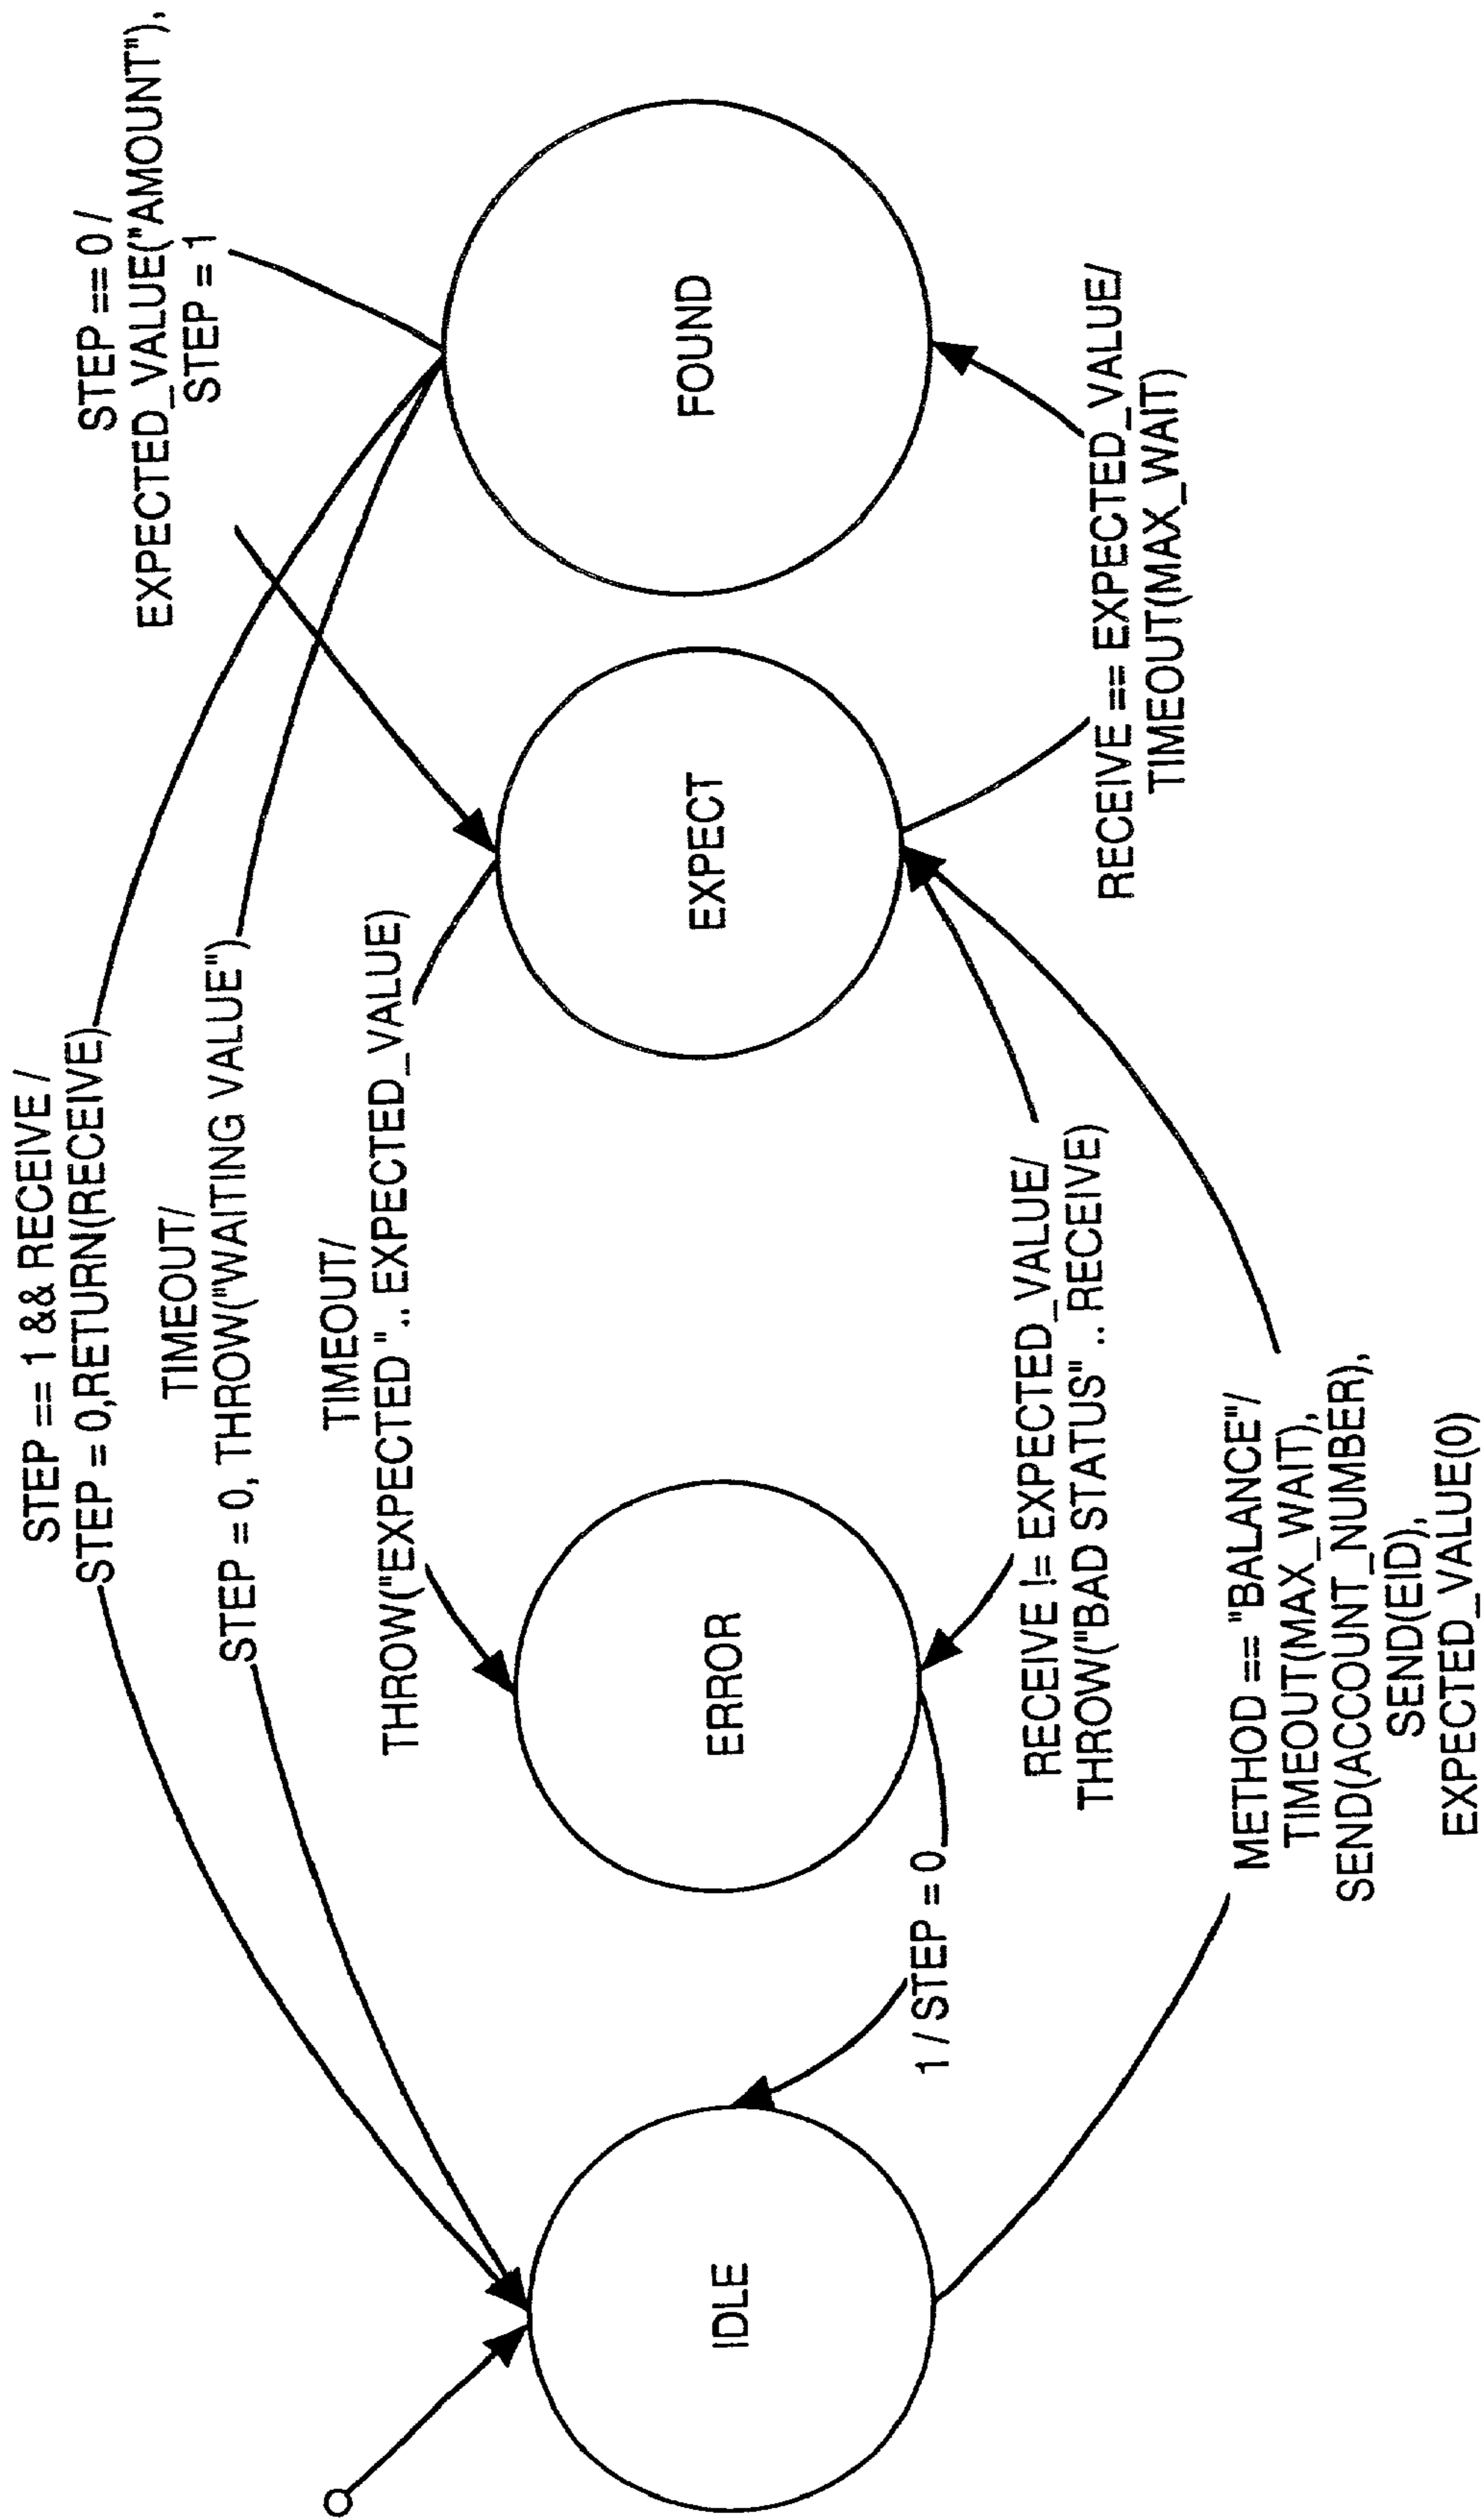 STEP == 1 && RECEIVE /
STEP = 0,RETURN(RECEIVE)
STEP == 0 /
EXPECTED_VALUE("AMOUNT"),
STEP = 1
TIMEOUT/
STEP = 0, THROW("WAITING VALUE")
TIMEOUT/
THROW("EXPECTED" .. EXPECTED_VALUE)
IDLE
ERROR
EXPECT
FOUND
1/ STEP = 0
RECEIVE != EXPECTED_VALUE/
THROW("BAD STATUS" .. RECEIVE)
RECEIVE == EXPECTED_VALUE/
TIMEOUT(MAX_WAIT)
METHOD == "BALANCE"/
TIMEOUT(MAX_WAIT),
SEND(ACCOUNT_NUMBER),
SEND(EID),
EXPECTED_VALUE(0)